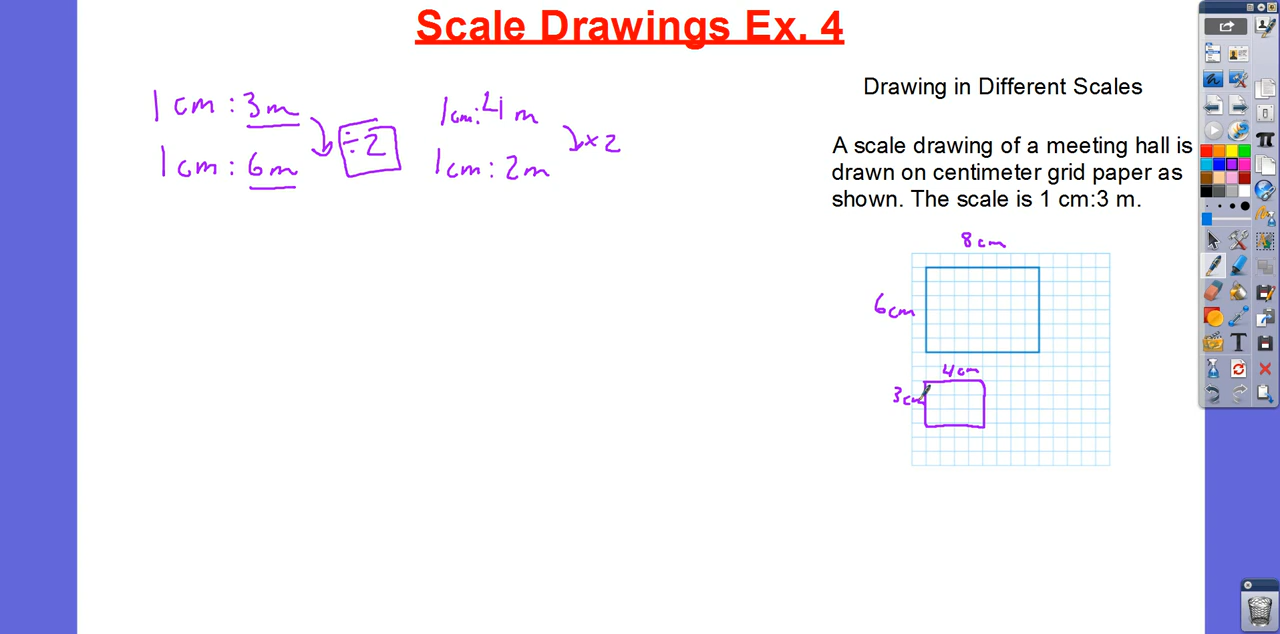 Scale Drawings Ex. 4
1 cm : 3 m
1 cm : 6 m
÷ 2
1 cm : 4 m
1 cm : 2 m
× 2
Drawing in Different Scales
A scale drawing of a meeting hall is
drawn on centimeter grid paper as
shown. The scale is 1 cm:3 m.
8 cm
6 cm
4 cm
3 cm